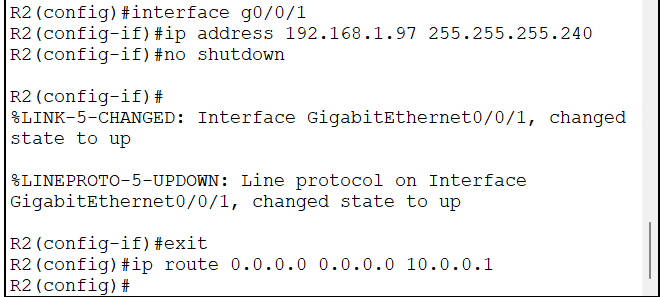 R2(config)#interface g0/0/1
R2(config-if)#ip address 192.168.1.97 255.255.255.240
R2(config-if)#no shutdown
R2(config-if)#
%LINK-5-CHANGED: Interface GigabitEthernet0/0/1, changed
state to up
%LINEPROTO-5-UPDOWN: Line protocol on Interface
GigabitEthernet0/0/1, changed state to up
R2(config-if)#exit
R2(config)#ip route 0.0.0.0 0.0.0.0 10.0.0.1
R2(config)#